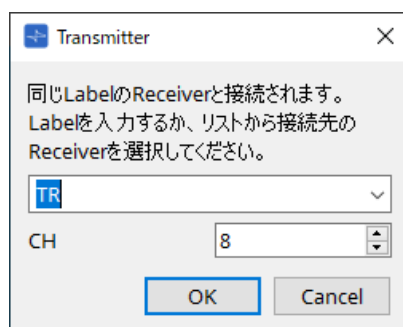 Transmitter
同じLabelのReceiverと接続されます。
Labelを入力するか、リストから接続先の
Receiverを選択してください。
TR
CH 8
OK Cancel